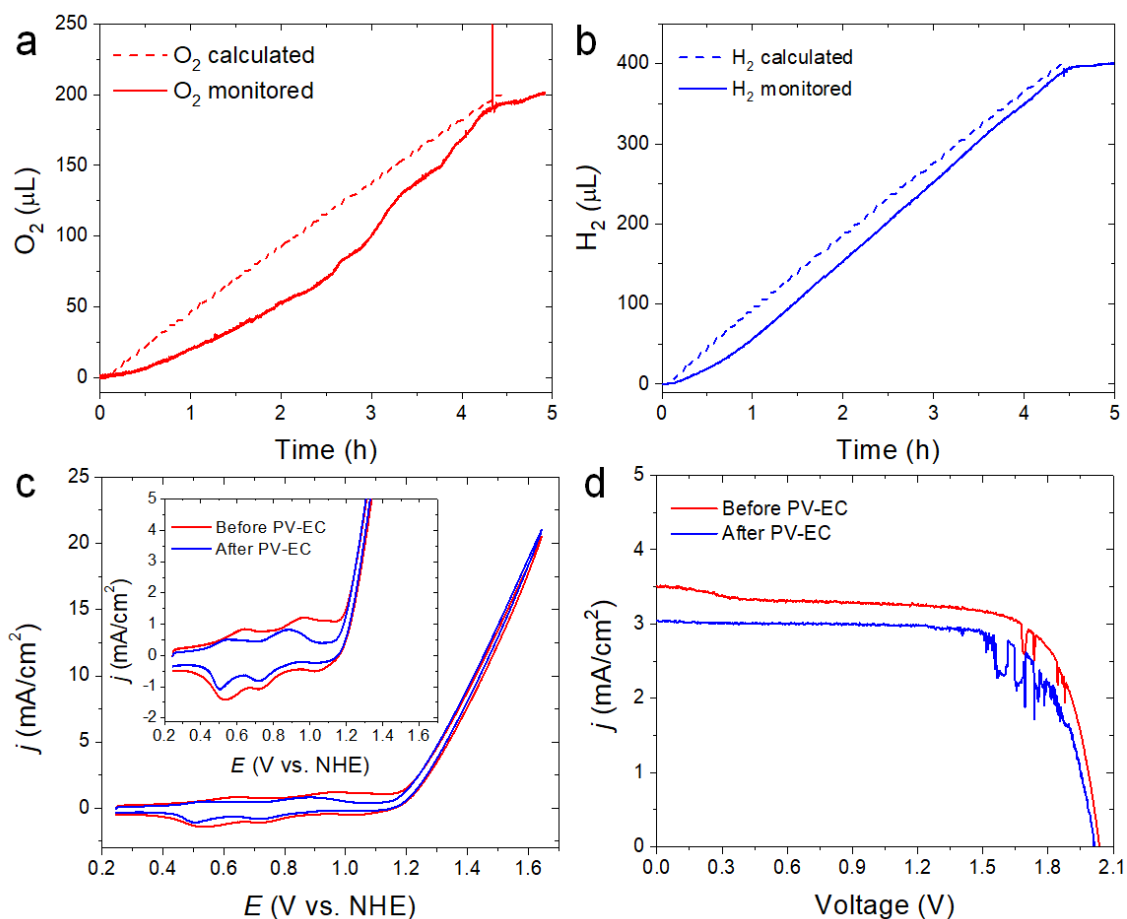 a
O₂ calculated
O₂ monitored
250
200
150
100
50
0
O₂ (μL)
0 1 2 3 4 5
Time (h)
b
H₂ calculated
H₂ monitored
400
300
200
100
0
H₂ (μL)
0 1 2 3 4 5
Time (h)
c
25
20
15
10
5
0
j (mA/cm²)
Before PV-EC
After PV-EC
5
4
3
2
1
0
-1
-2
j (mA/cm²)
0.2 0.4 0.6 0.8 1.0 1.2 1.4 1.6
E (V vs. NHE)
0.2 0.4 0.6 0.8 1.0 1.2 1.4 1.6
E (V vs. NHE)
d
Before PV-EC
After PV-EC
5
4
3
2
1
0
j (mA/cm²)
0.0 0.3 0.6 0.9 1.2 1.5 1.8 2.1
Voltage (V)